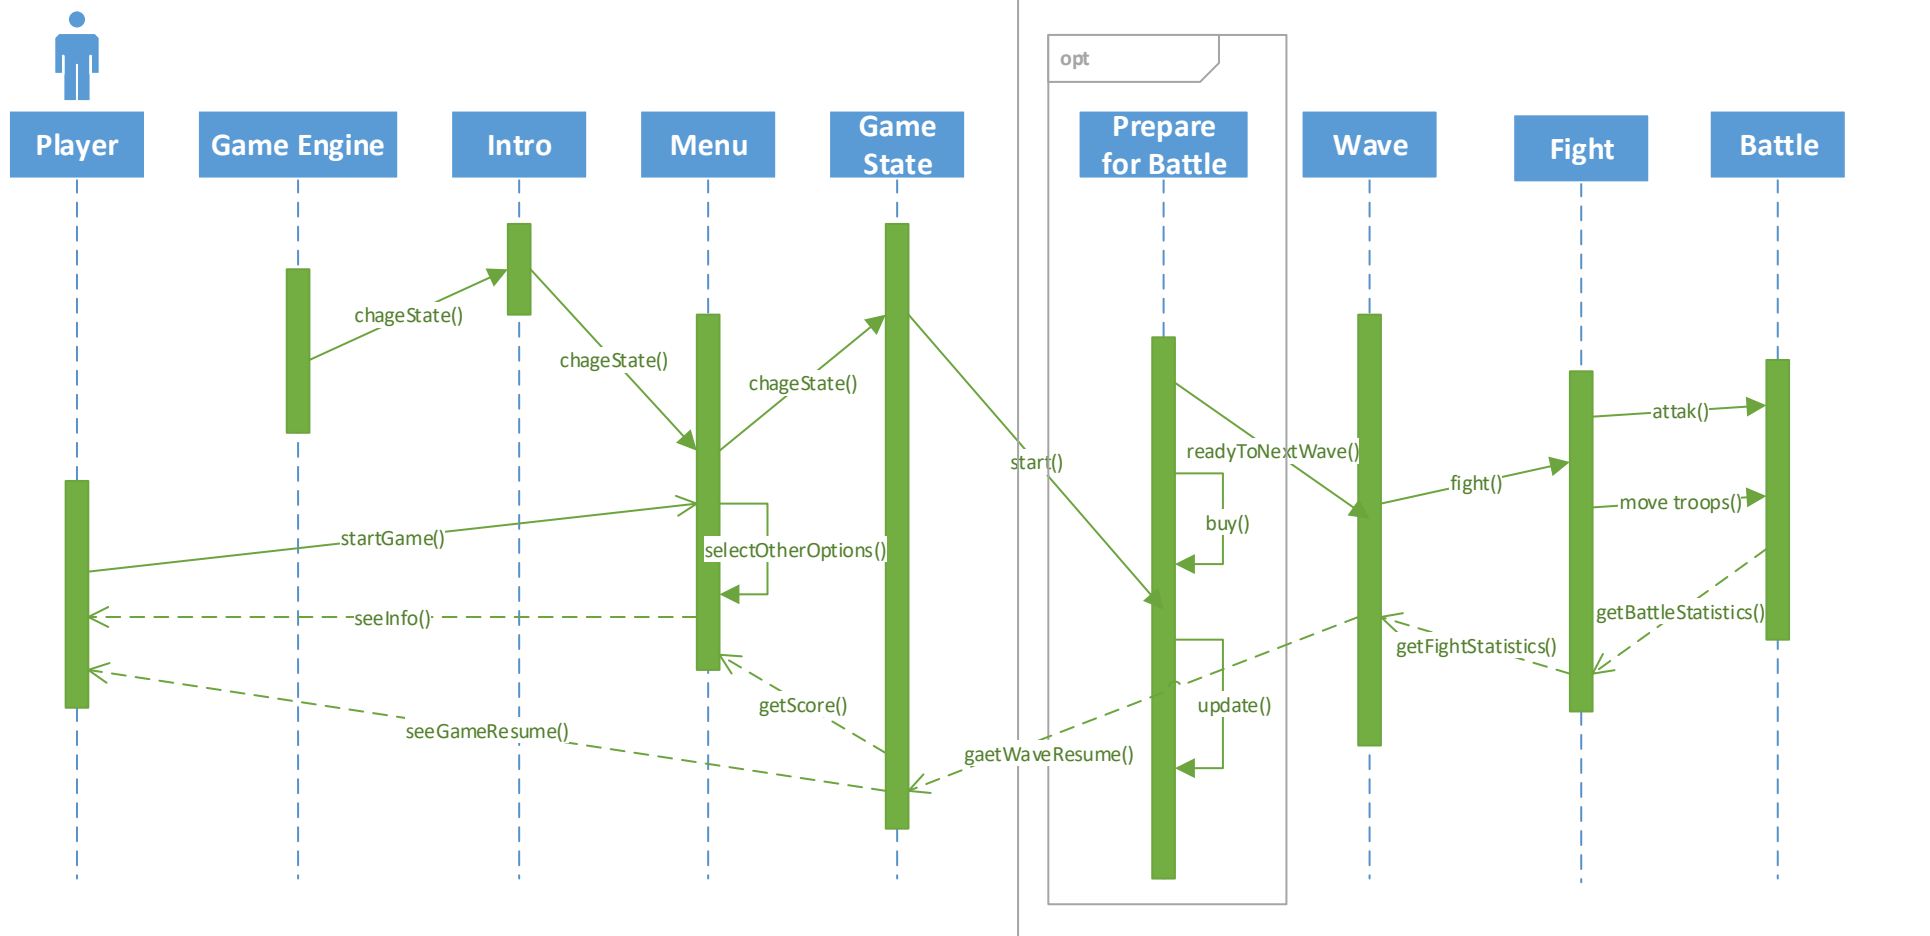 opt
Player
Game Engine
Intro
Menu
Game
State
Prepare
for Battle
Wave
Fight
Battle
chageState()
chageState()
chageState()
attak()
start()
readyToNextWave()
fight()
move troops()
buy()
startGame()
selectOtherOptions()
getBattleStatistics()
seeInfo()
getFightStatistics()
getScore()
update()
seeGameResume()
gaetWaveResume()